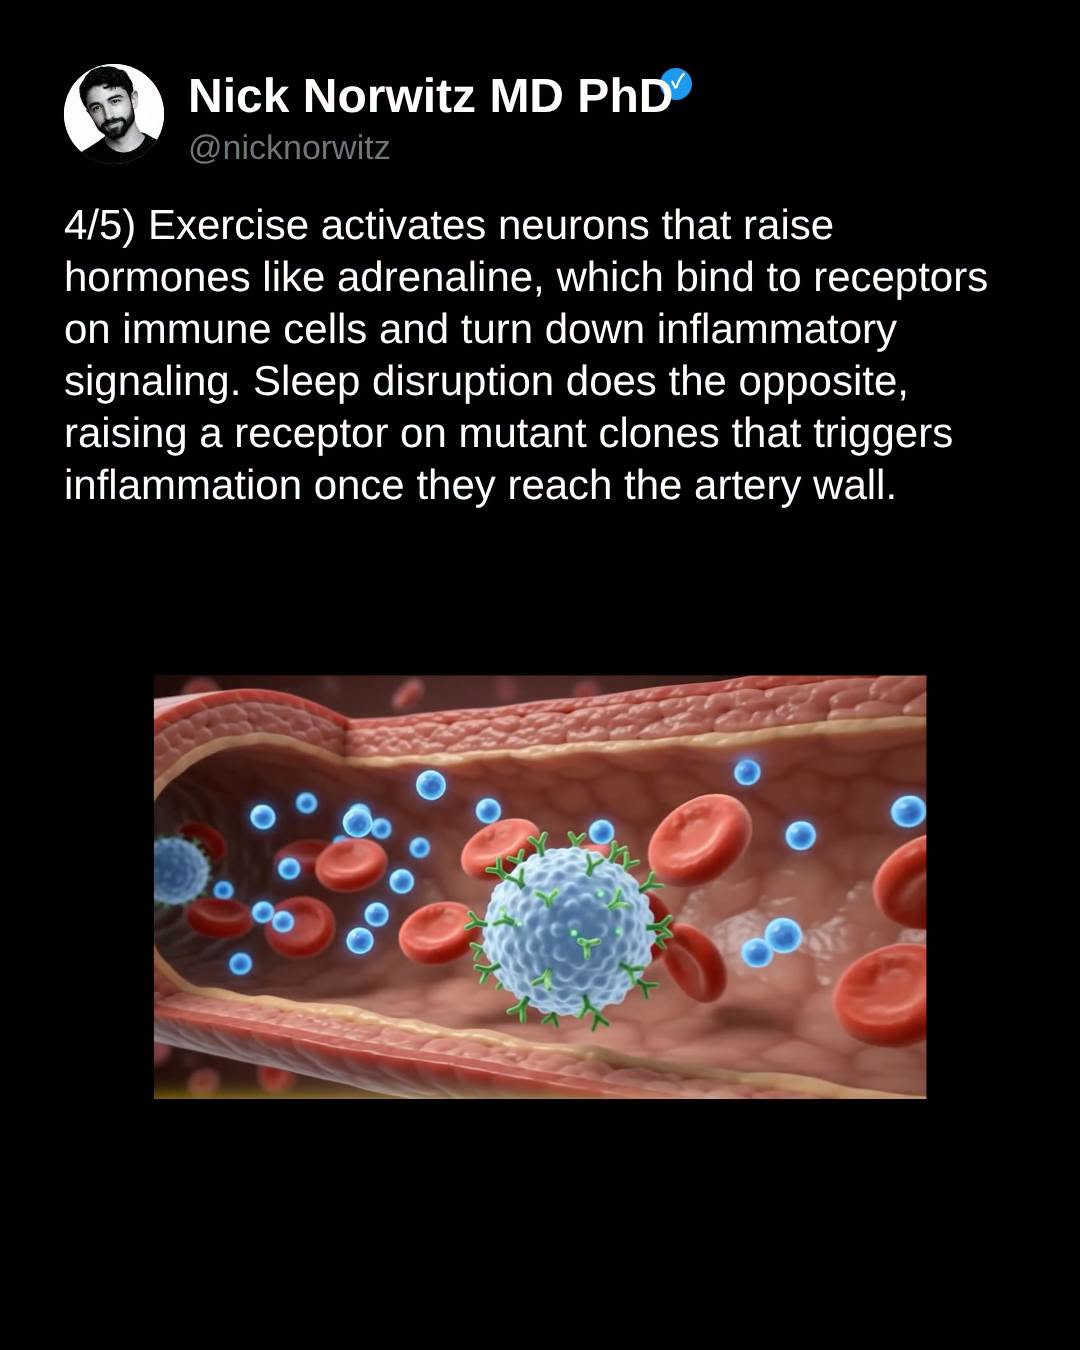 Nick Norwitz MD PhD
@nicknorwitz
4/5) Exercise activates neurons that raise
hormones like adrenaline, which bind to receptors
on immune cells and turn down inflammatory
signaling. Sleep disruption does the opposite,
raising a receptor on mutant clones that triggers
inflammation once they reach the artery wall.